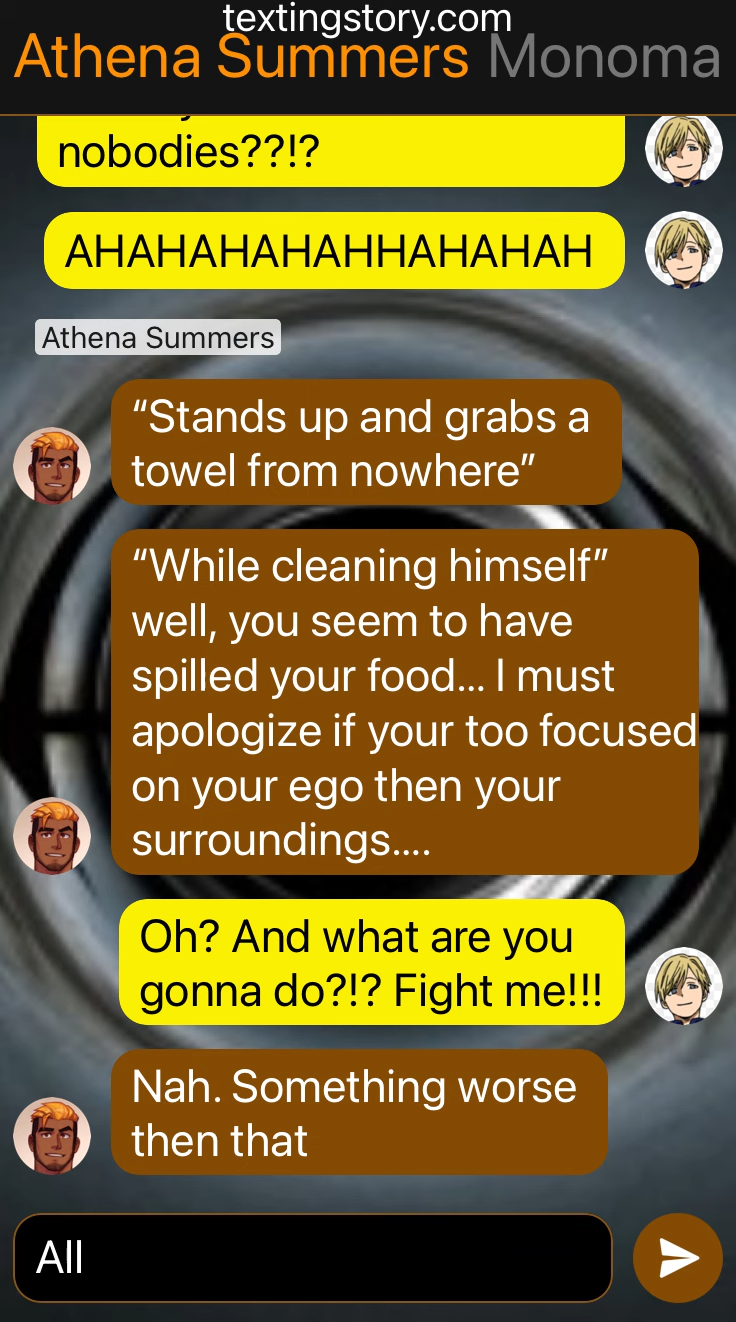 textingstory.com
Athena Summers Monoma
nobodies??!?
AHAHAHAHAHHAHAHAH
Athena Summers
“Stands up and grabs a
towel from nowhere”
“While cleaning himself”
well, you seem to have
spilled your food... I must
apologize if your too focused
on your ego then your
surroundings....
Oh? And what are you
gonna do?!? Fight me!!!
Nah. Something worse
then that
All